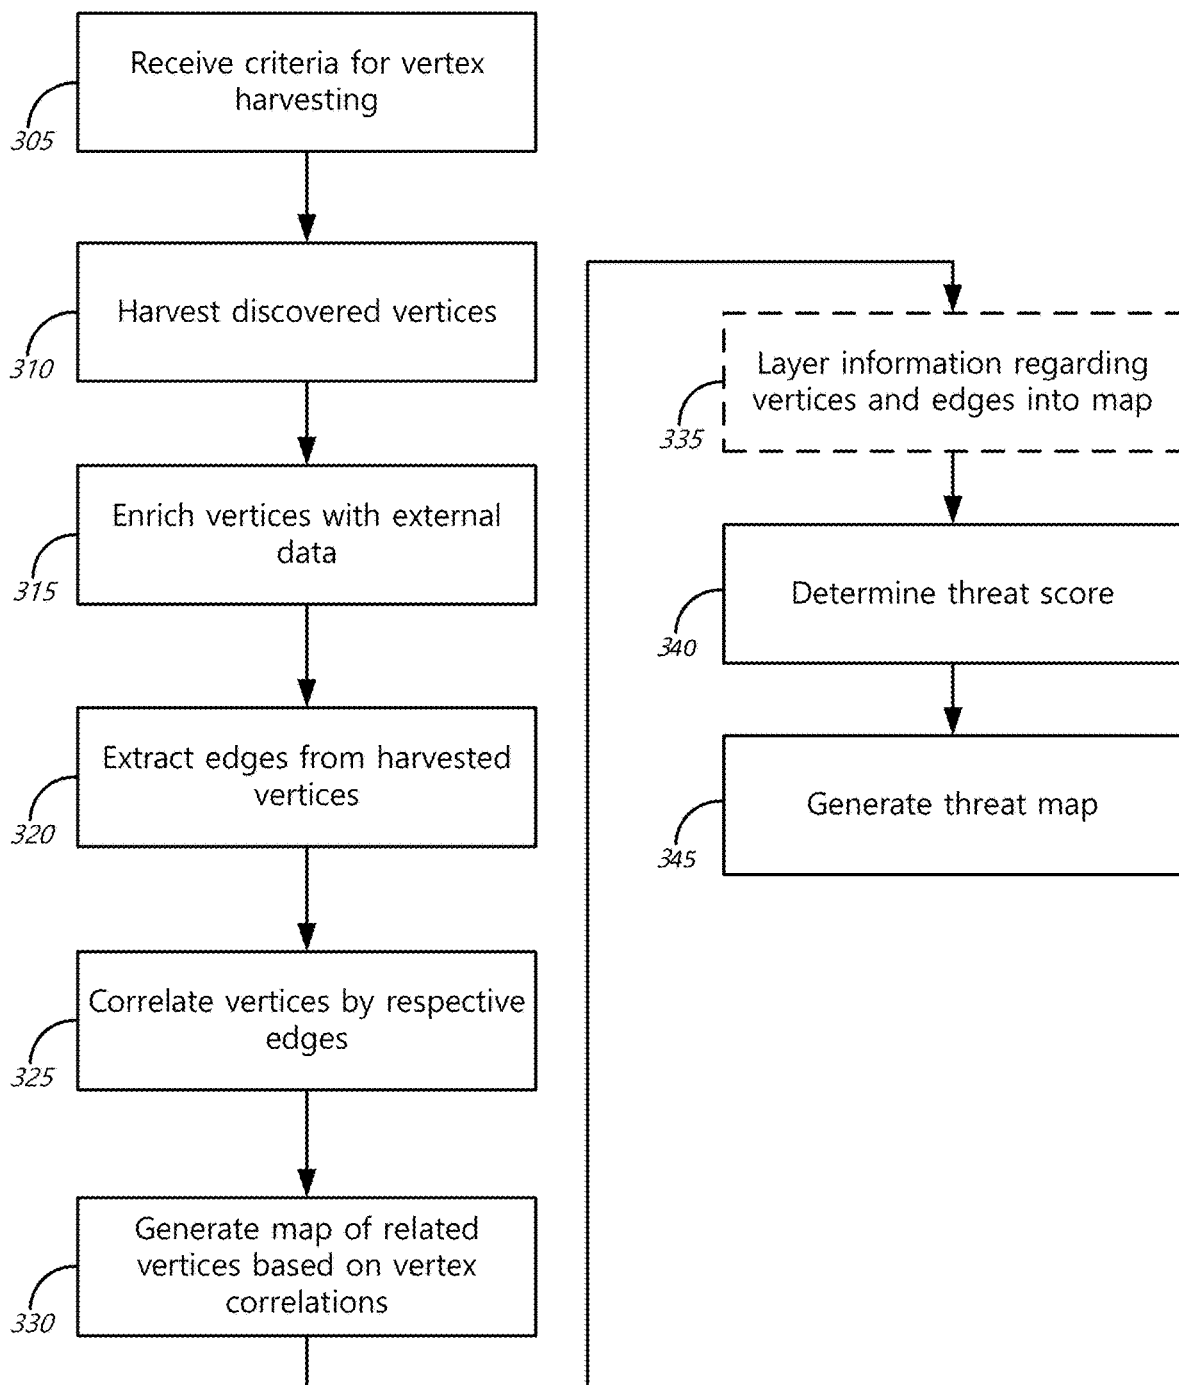 Receive criteria for vertex
harvesting
305
Harvest discovered vertices
310
Enrich vertices with external
data
315
Extract edges from harvested
vertices
320
Correlate vertices by respective
edges
325
Generate map of related
vertices based on vertex
correlations
330
Layer information regarding
vertices and edges into map
335
Determine threat score
340
Generate threat map
345